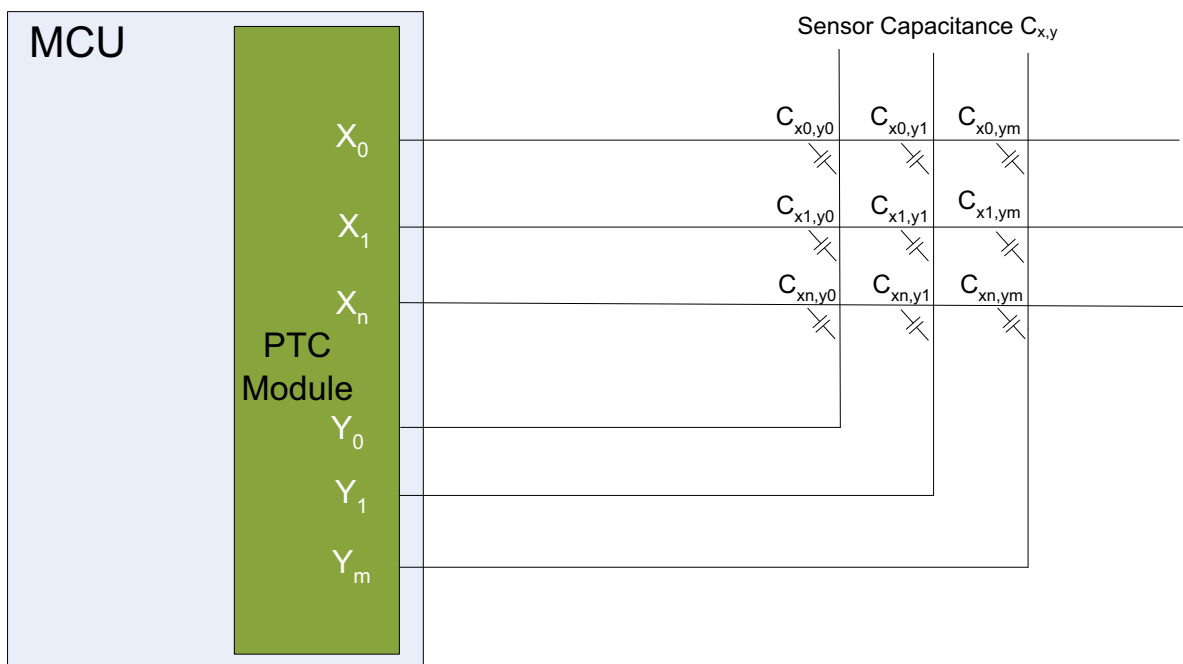 MCU
Sensor Capacitance Cx,y
X0
Cx0,y0 Cx0,y1 Cx0,ym
X1
Cx1,y0 Cx1,y1 Cx1,ym
Xn
Cxn,y0 Cxn,y1 Cxn,ym
PTC
Module
Y0
Y1
Ym